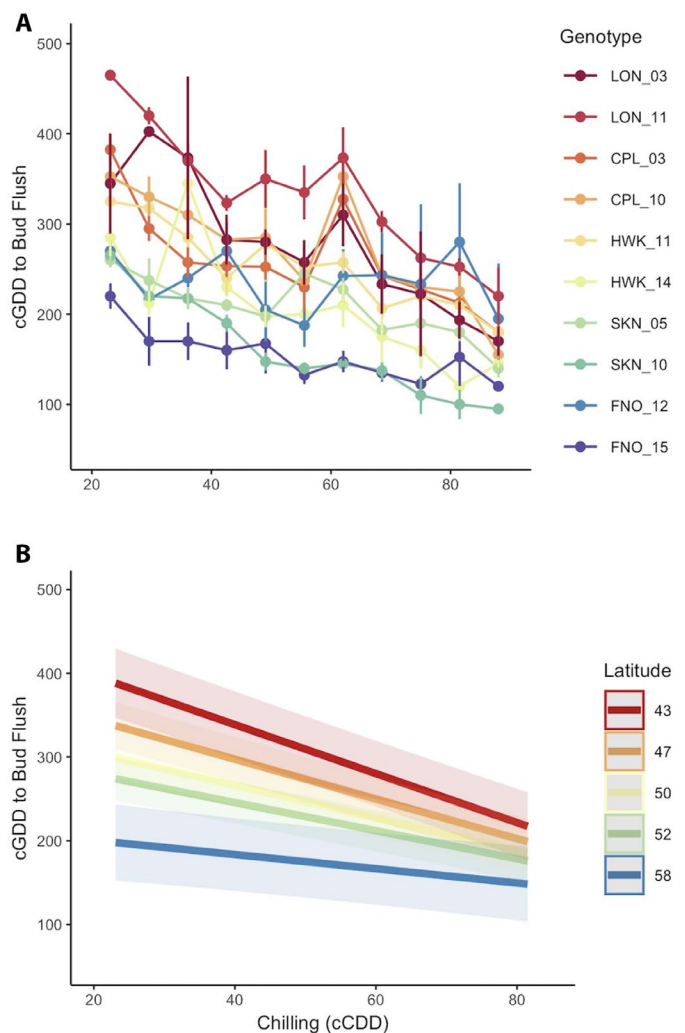 A
cGDD to Bud Flush
500
400
300
200
100
20 40 60 80
Genotype
LON_03
LON_11
CPL_03
CPL_10
HWK_11
HWK_14
SKN_05
SKN_10
FNO_12
FNO_15
B
cGDD to Bud Flush
500
400
300
200
100
20 40 60 80
Chilling (cCDD)
Latitude
43
47
50
52
58